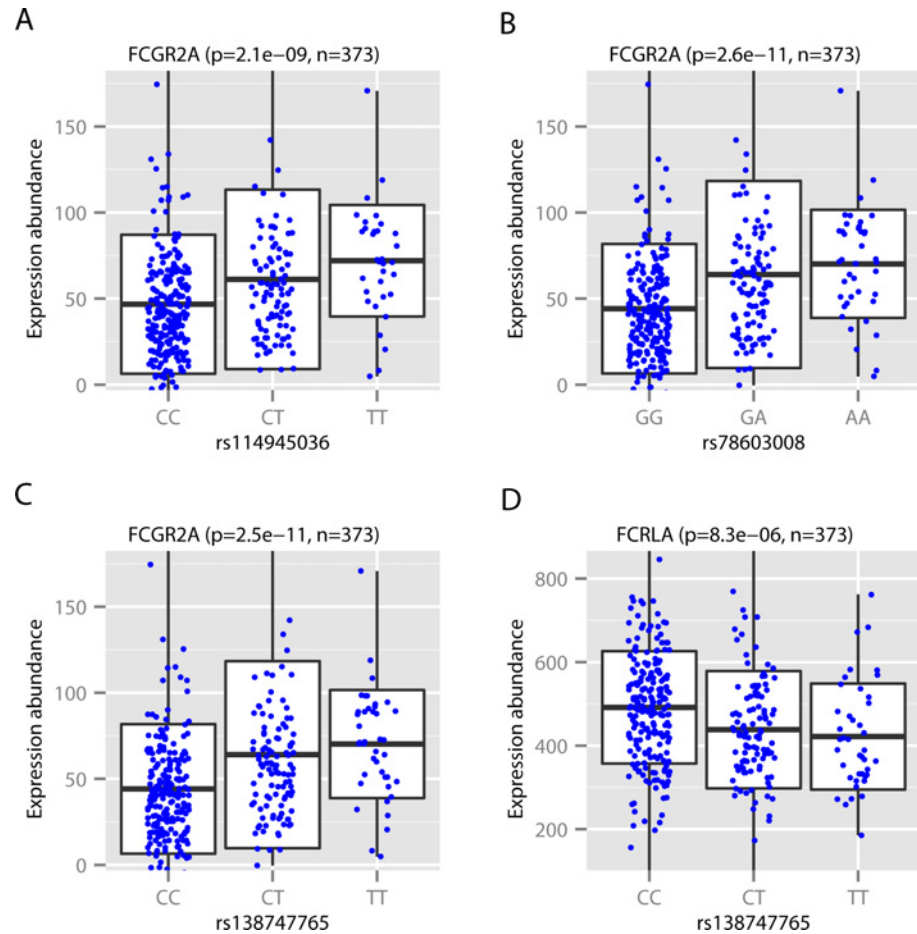 A
FCGR2A (p=2.1e−09, n=373)
Expression abundance
150
100
50
0
CC CT TT
rs114945036
B
FCGR2A (p=2.6e−11, n=373)
Expression abundance
150
100
50
0
GG GA AA
rs78603008
C
FCGR2A (p=2.5e−11, n=373)
Expression abundance
150
100
50
0
CC CT TT
rs138747765
D
FCRLA (p=8.3e−06, n=373)
Expression abundance
800
600
400
200
CC CT TT
rs138747765